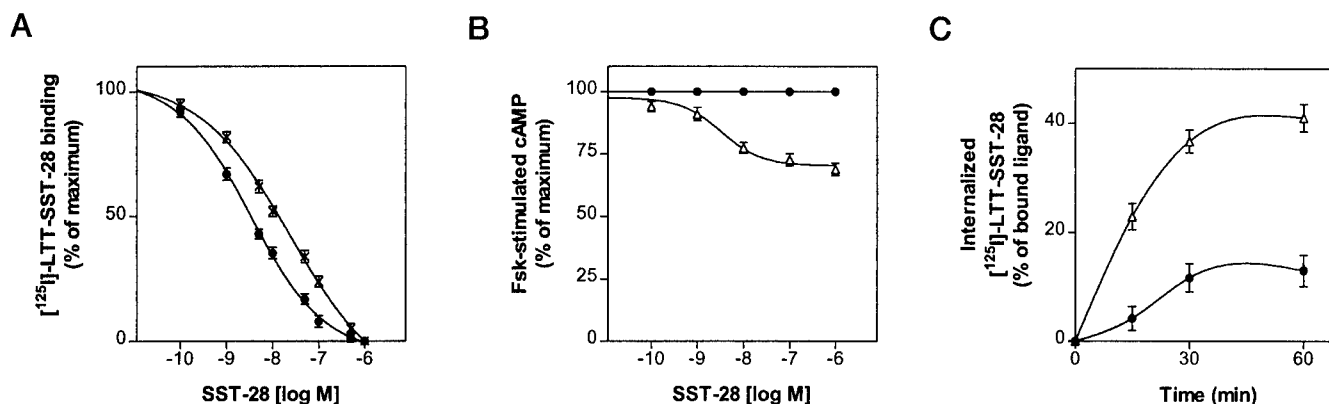 A
[125I]-LTT-SST-28 binding
(% of maximum)
100
50
0
-10 -9 -8 -7 -6
SST-28 [log M]
B
Fsk-stimulated cAMP
(% of maximum)
100
75
50
25
0
-10 -9 -8 -7 -6
SST-28 [log M]
C
Internalized
[125I]-LTT-SST-28
(% of bound ligand)
40
20
0
0 30 60
Time (min)